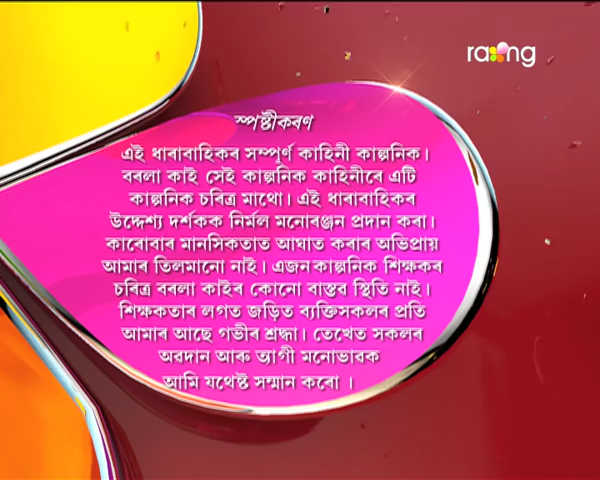 rang
স্পষ্টীকৰণ
এই ধাৰাবাহিকৰ সম্পূৰ্ণ কাহিনী কাল্পনিক।
বৰলা কাই সেই কাল্পনিক কাহিনীৰে এটি
কাল্পনিক চৰিত্ৰ মাথো। এই ধাৰাবাহিকৰ
উদ্দেশ্য দৰ্শকক নিৰ্মল মনোৰঞ্জন প্ৰদান কৰা।
কাৰোবাৰ মানসিকতাত আঘাত কৰাৰ অভিপ্ৰায়
আমাৰ তিলমানো নাই। এজন কাল্পনিক শিক্ষকৰ
চৰিত্ৰ বৰলা কাইৰ কোনো বাস্তৱ স্থিতি নাই।
শিক্ষকতাৰ লগত জড়িত ব্যক্তিসকলৰ প্ৰতি
আমাৰ আছে গভীৰ শ্ৰদ্ধা। তেখেত সকলৰ
অৱদান আৰু ত্যাগী মনোভাৱক
আমি যথেষ্ট সন্মান কৰো ।